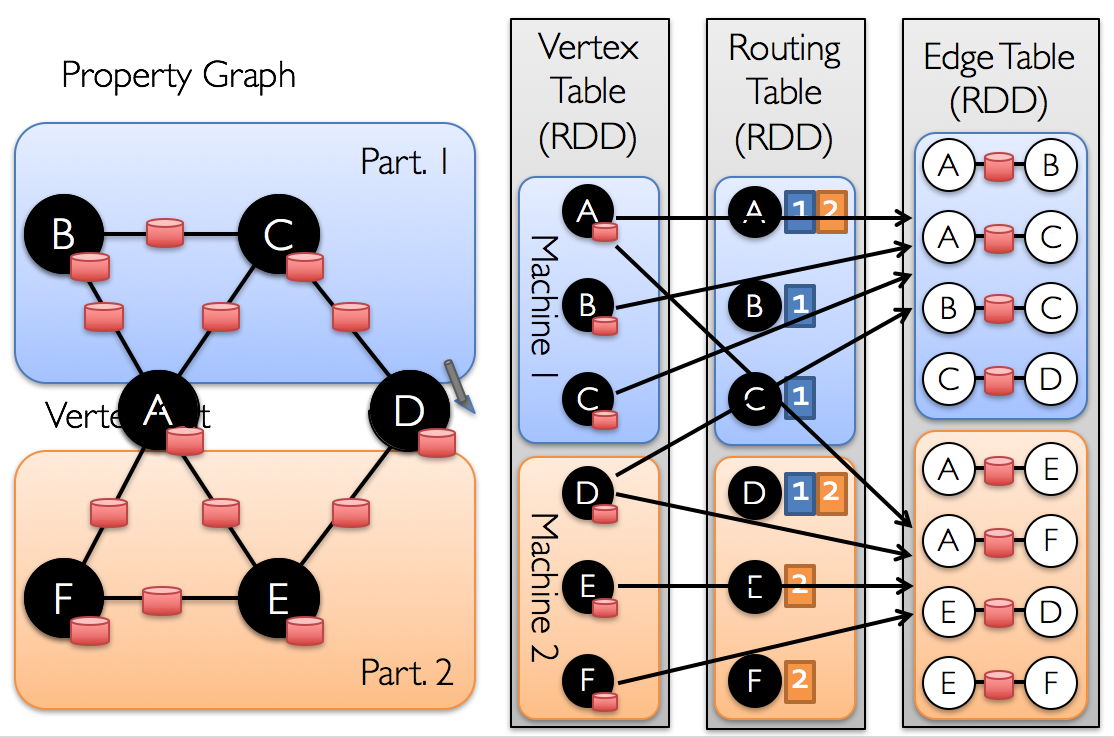 Property Graph
Part. 1
B
C
A
D
F
E
Part. 2
Vertex
Table
(RDD)
Machine 1
A
B
C
Machine 2
D
E
F
Routing
Table
(RDD)
A 1 2
B 1
C 1
D 1 2
E 2
F 2
Edge Table
(RDD)
A B
A C
B C
C D
A E
A F
E D
E F